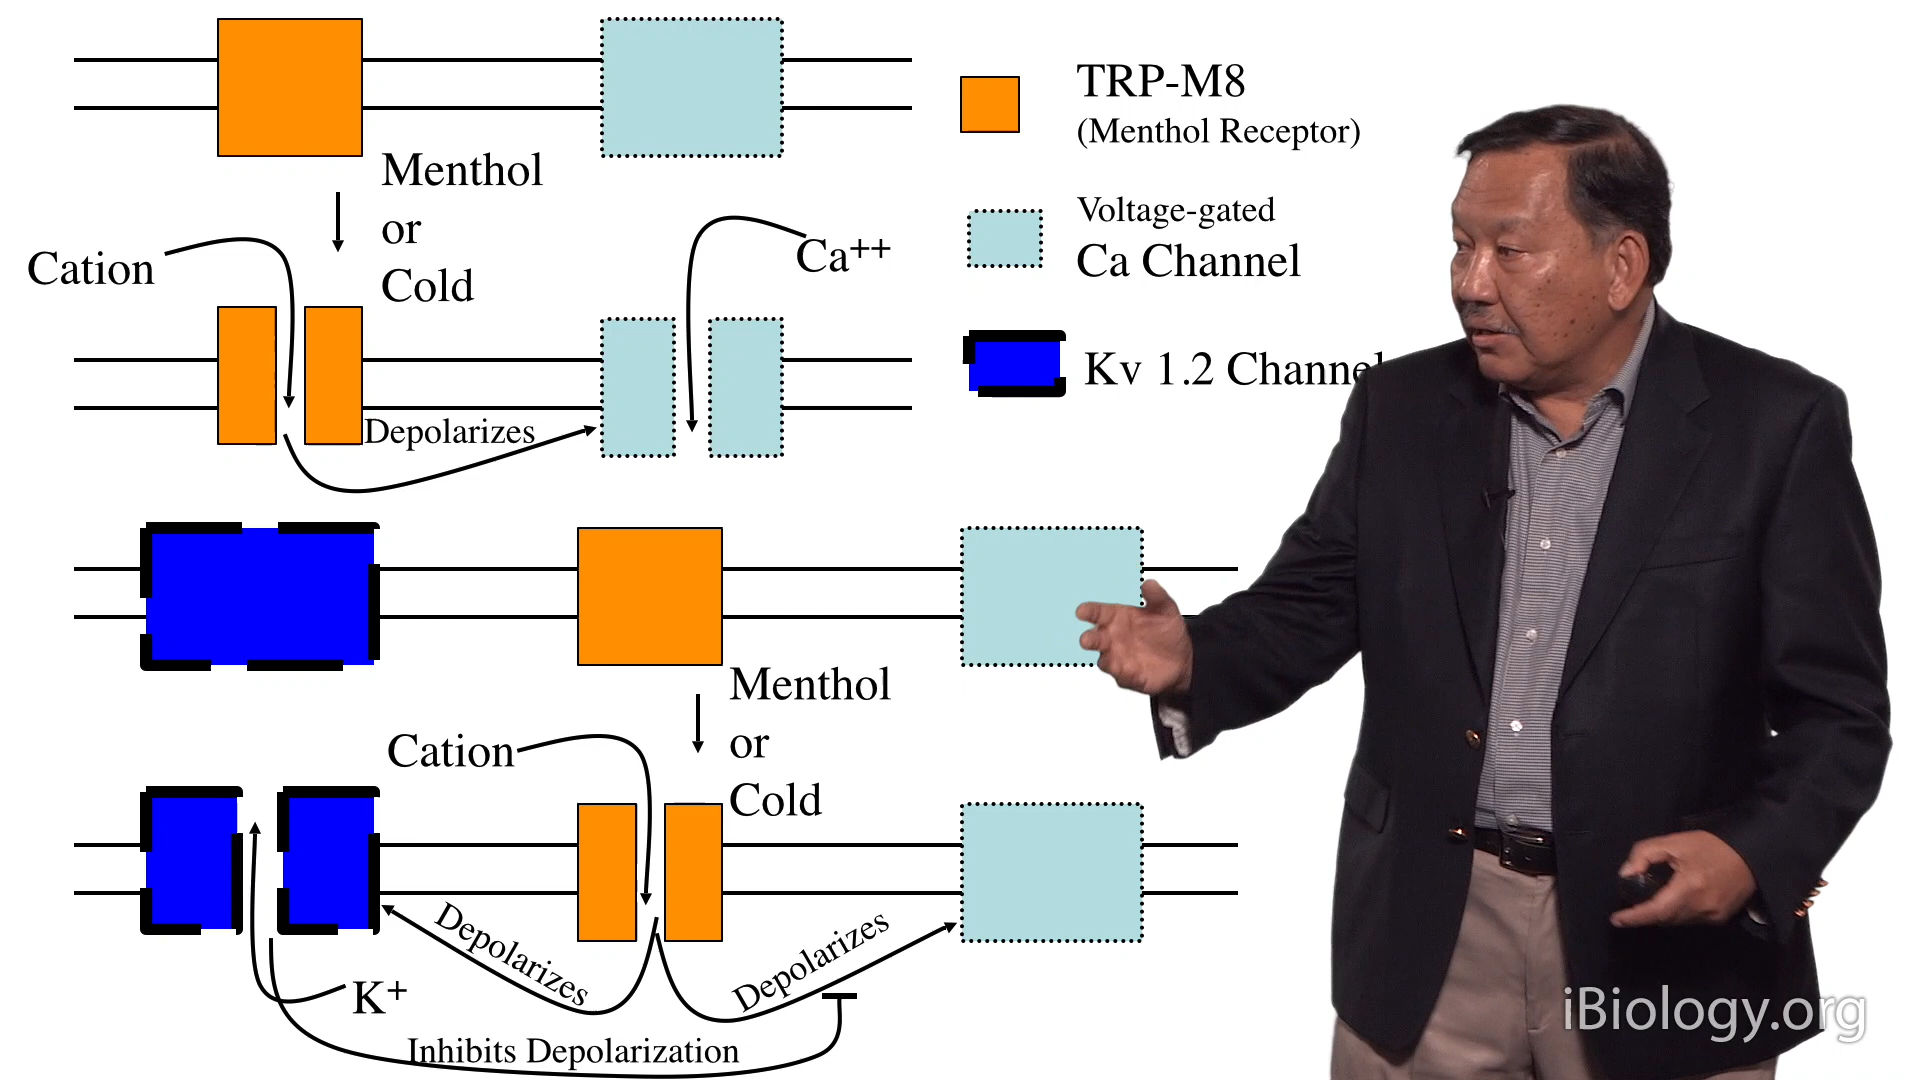 TRP-M8
(Menthol Receptor)
Menthol
or
Cold
Voltage-gated
Ca Channel
Cation
Ca++
Kv 1.2 Channel
Depolarizes
Menthol
or
Cold
Cation
Depolarizes
Depolarizes
K+
Inhibits Depolarization
iBiology.org